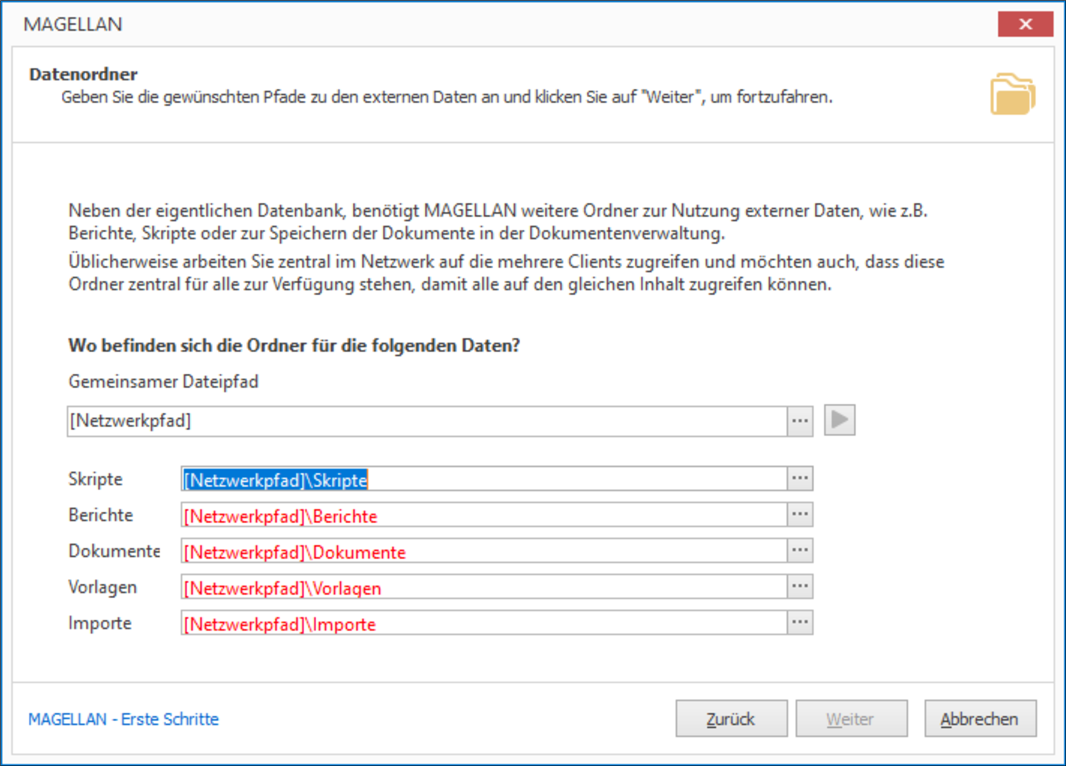 MAGELLAN
Datenordner
Geben Sie die gewünschten Pfade zu den externen Daten an und klicken Sie auf "Weiter", um fortzufahren.
Neben der eigentlichen Datenbank, benötigt MAGELLAN weitere Ordner zur Nutzung externer Daten, wie z.B.
Berichte, Skripte oder zur Speichern der Dokumente in der Dokumentenverwaltung.
Üblicherweise arbeiten Sie zentral im Netzwerk auf die mehrere Clients zugreifen und möchten auch, dass diese
Ordner zentral für alle zur Verfügung stehen, damit alle auf den gleichen Inhalt zugreifen können.
Wo befinden sich die Ordner für die folgenden Daten?
Gemeinsamer Dateipfad
[Netzwerkpfad] ...
Skripte [Netzwerkpfad]\Skripte ...
Berichte [Netzwerkpfad]\Berichte ...
Dokumente [Netzwerkpfad]\Dokumente ...
Vorlagen [Netzwerkpfad]\Vorlagen ...
Importe [Netzwerkpfad]\Importe ...
MAGELLAN - Erste Schritte Zurück Weiter Abbrechen